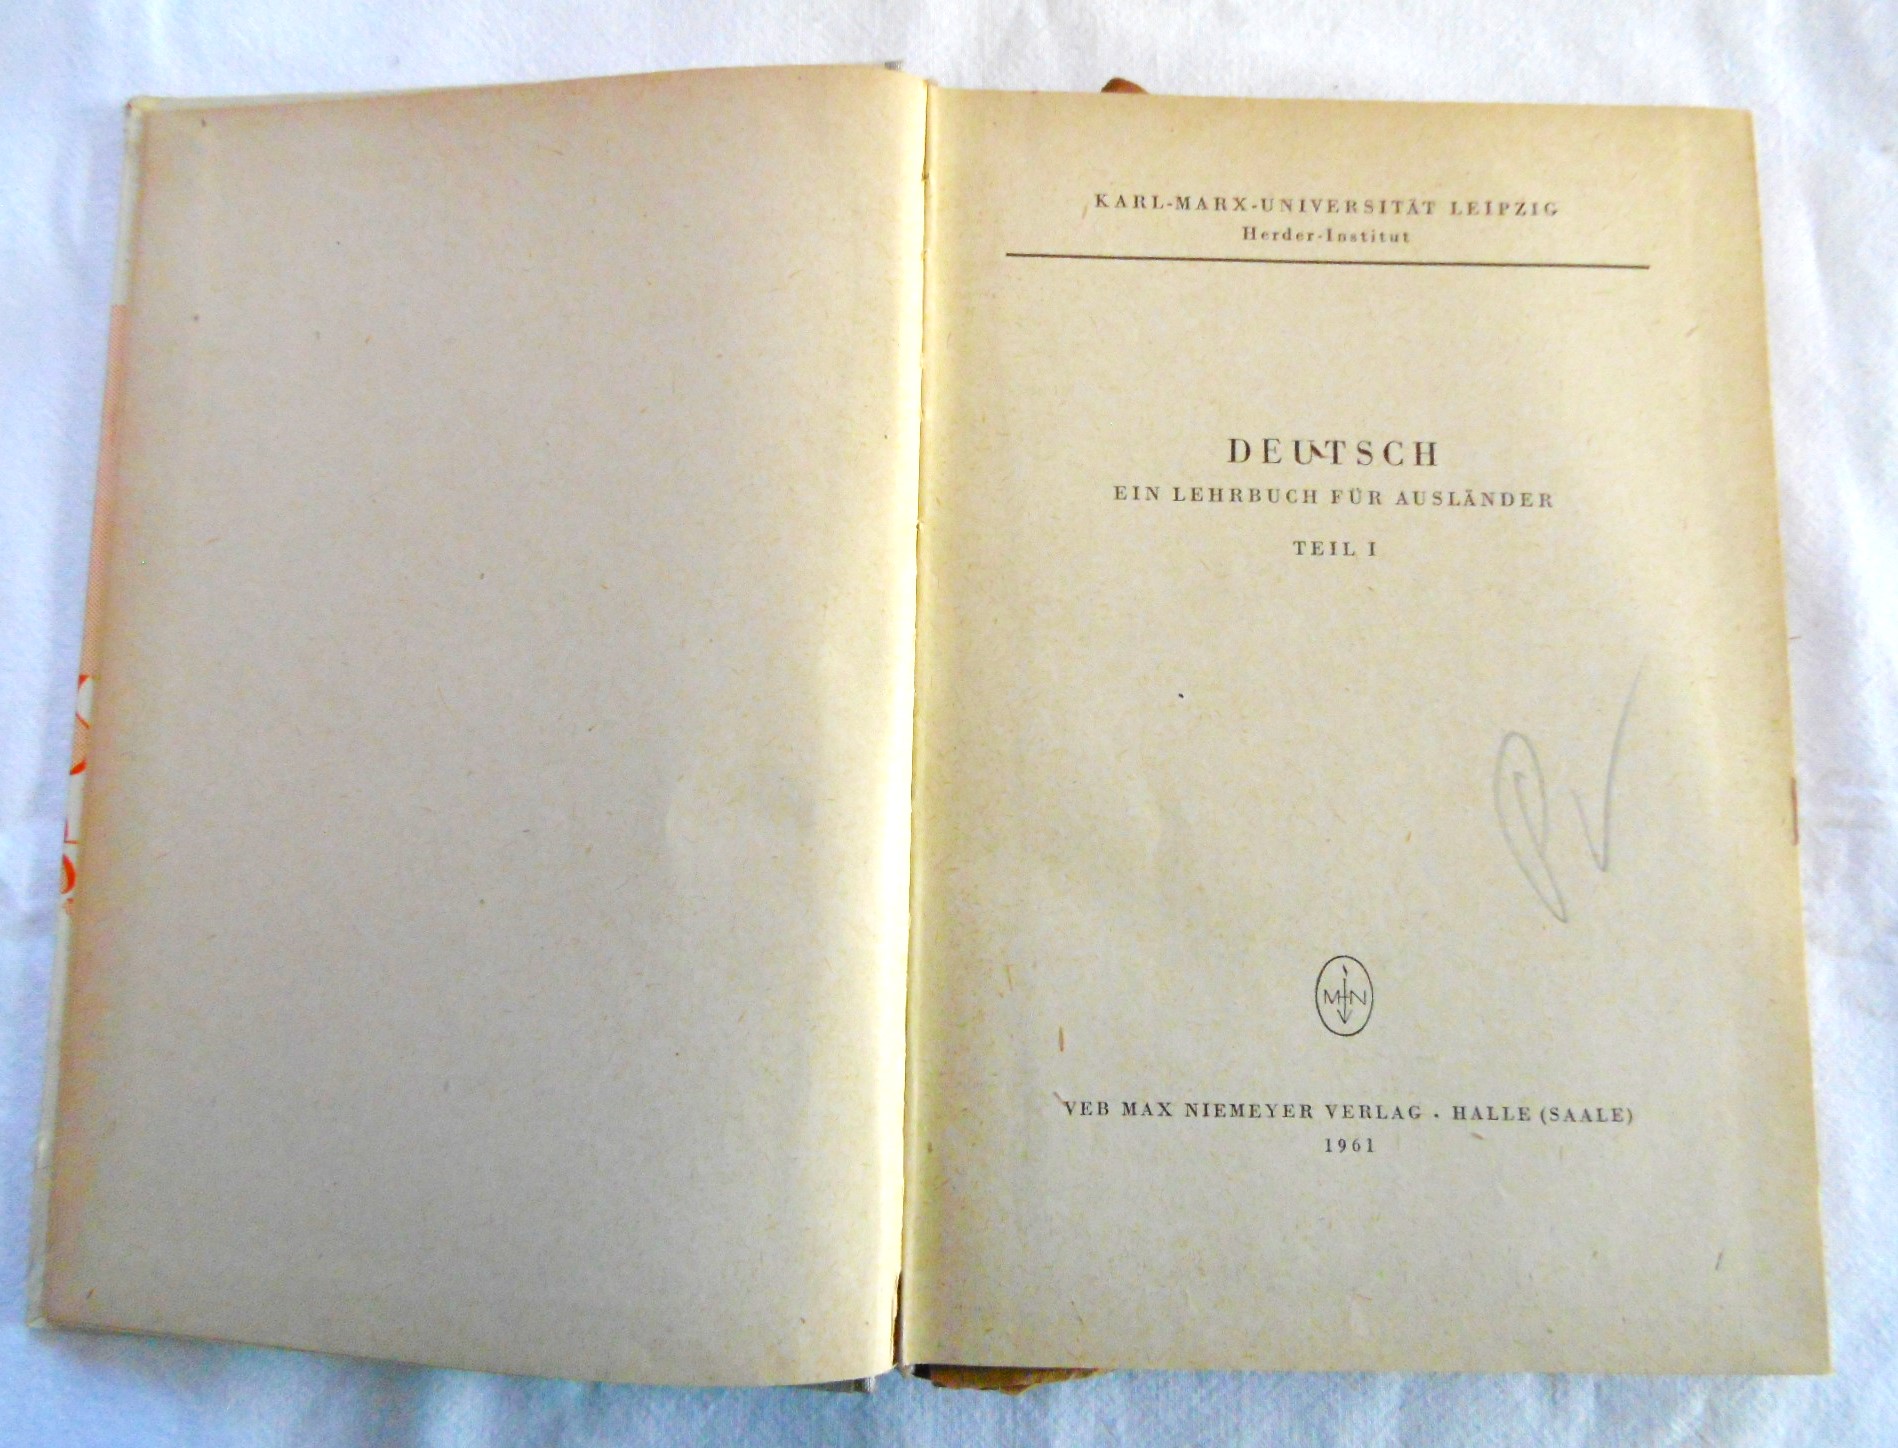 KARL-MARX-UNIVERSITÄT LEIPZIG
Herder-Institut
DEUTSCH
EIN LEHRBUCH FÜR AUSLÄNDER
TEIL I
M N
VEB MAX NIEMEYER VERLAG · HALLE (SAALE)
1961